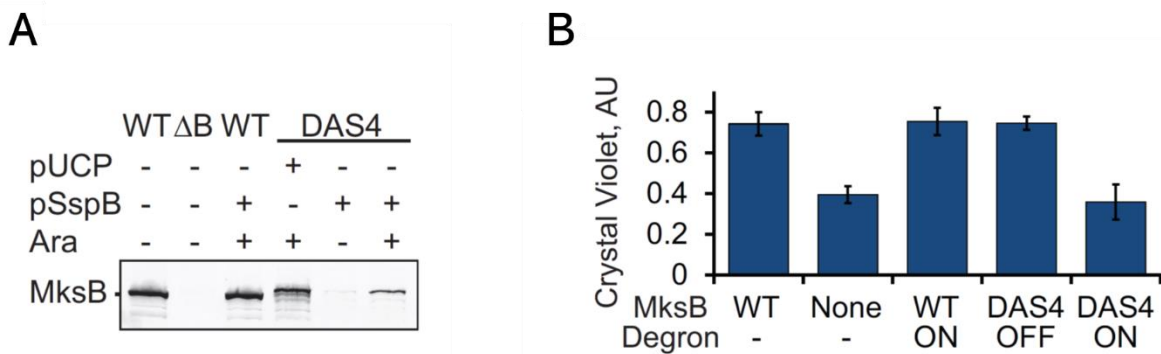 A
WT ΔB WT DAS4
pUCP - - - + - -
pSspB - - + - + +
Ara - - + + - +
MksB
B
Crystal Violet, AU
0.8
0.6
0.4
0.2
0
MksB WT None WT DAS4 DAS4
Degron - - ON OFF ON